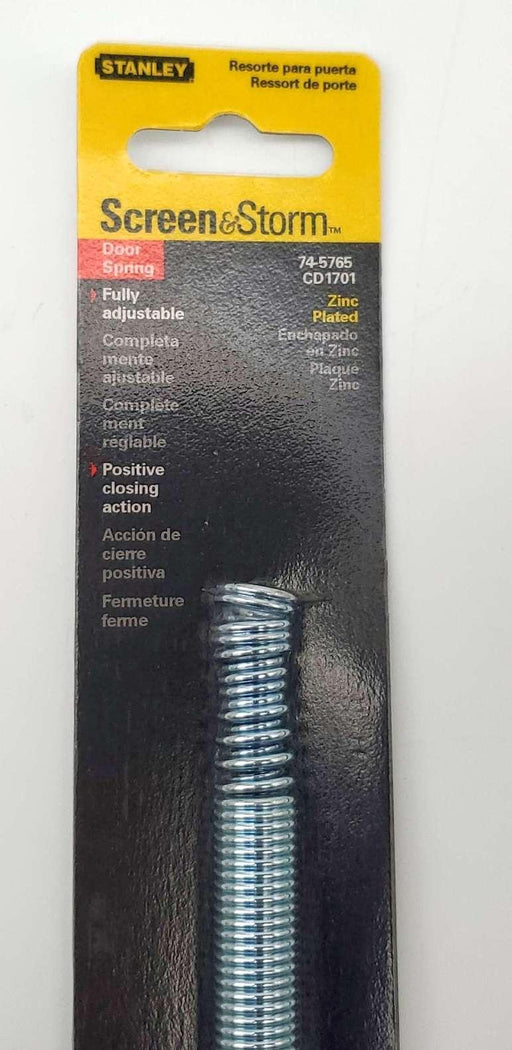 STANLEY
Resorte para puerta
Ressort de porte
Screen&Storm™
Door
Spring
74-5765
CD1701
Zinc
Plated
Enchapado
en Zinc
Plaqué
Zinc
Fully
adjustable
Completa
mente
ajustable
Complète
ment
réglable
Positive
closing
action
Acción de
cierre
positiva
Fermeture
ferme